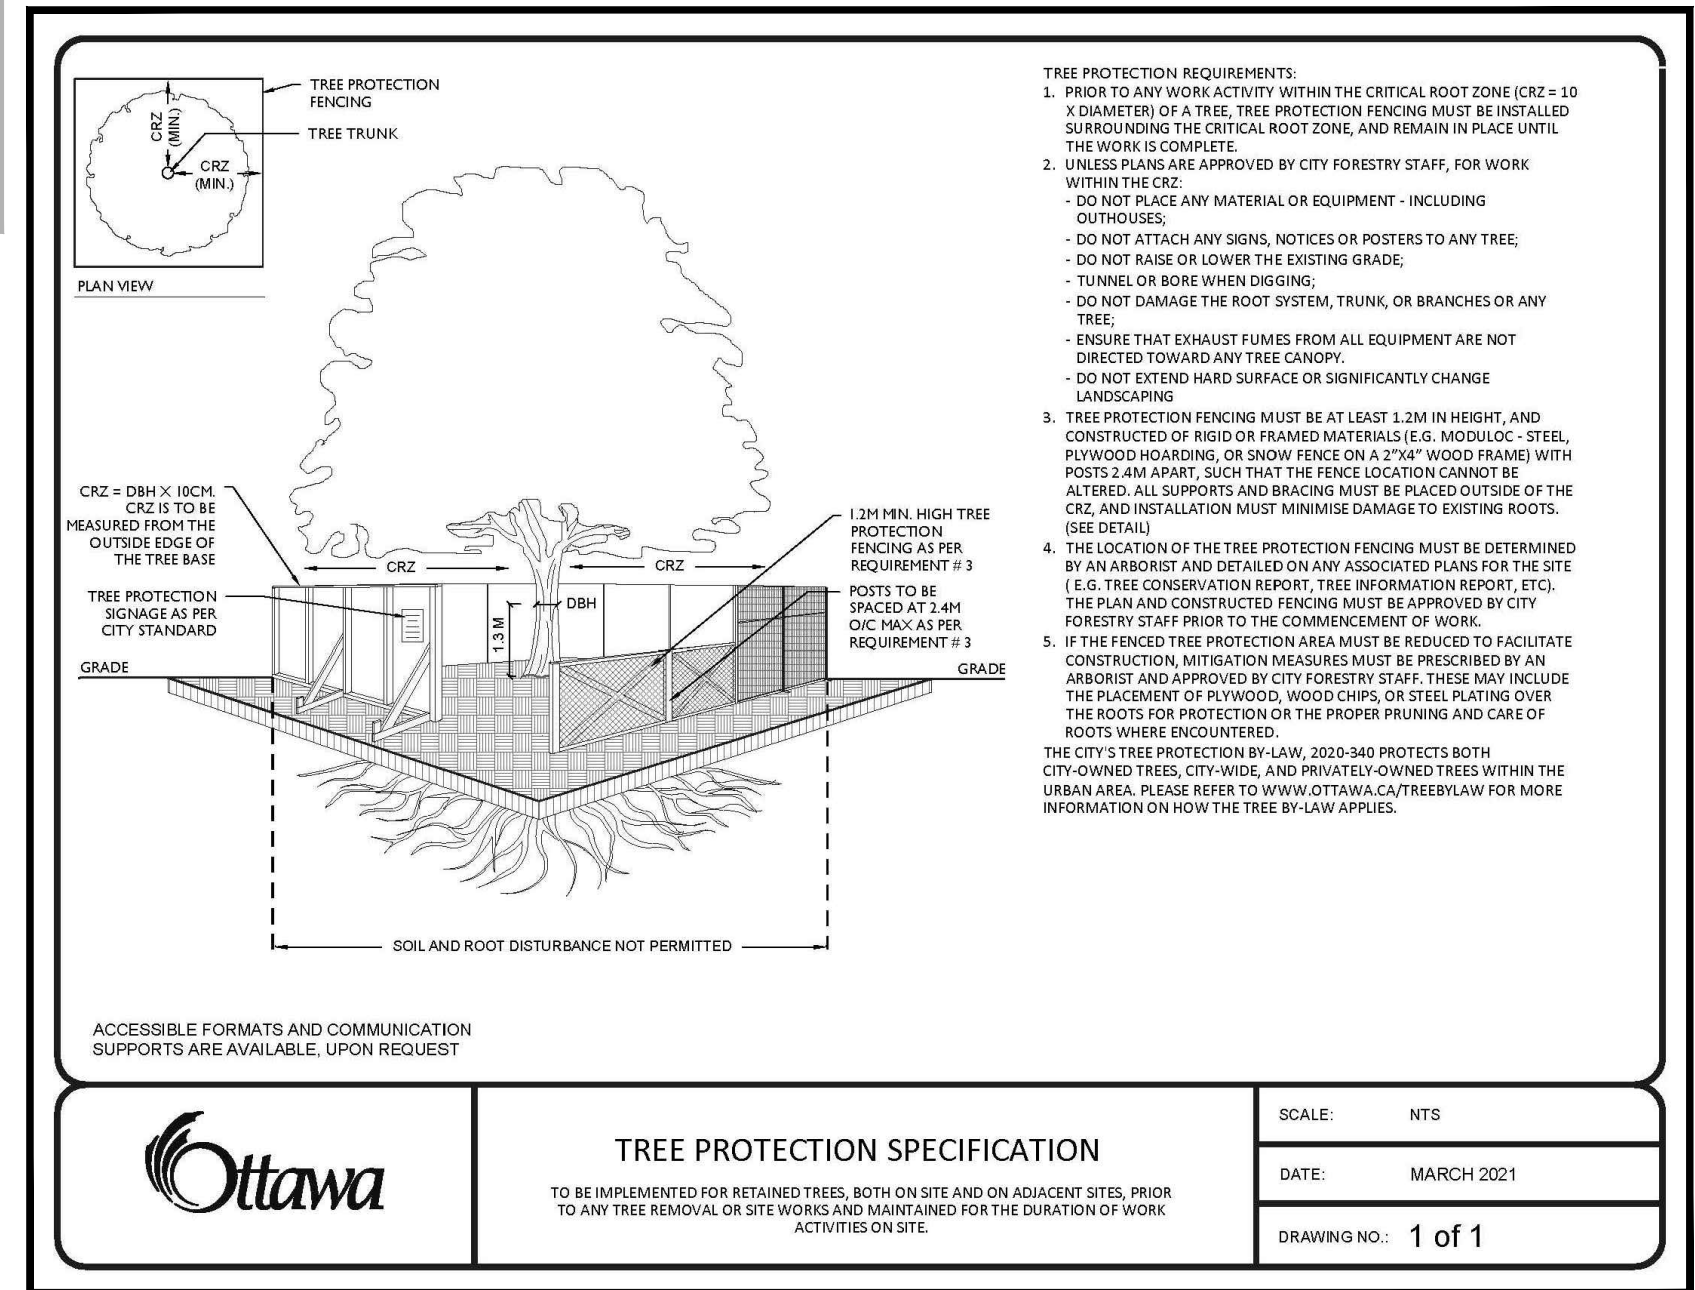 TREE PROTECTION
FENCING
TREE TRUNK
CRZ
(MIN.)
CRZ
(MIN.)
PLAN VIEW
CRZ = DBH X 10CM.
CRZ IS TO BE
MEASURED FROM THE
OUTSIDE EDGE OF
THE TREE BASE
TREE PROTECTION
SIGNAGE AS PER
CITY STANDARD
GRADE
CRZ
CRZ
DBH
1.3 M
1.2M MIN. HIGH TREE
PROTECTION
FENCING AS PER
REQUIREMENT # 3
POSTS TO BE
SPACED AT 2.4M
O/C MAX AS PER
REQUIREMENT # 3
GRADE
SOIL AND ROOT DISTURBANCE NOT PERMITTED
ACCESSIBLE FORMATS AND COMMUNICATION
SUPPORTS ARE AVAILABLE, UPON REQUEST
TREE PROTECTION REQUIREMENTS:
1. PRIOR TO ANY WORK ACTIVITY WITHIN THE CRITICAL ROOT ZONE (CRZ = 10
X DIAMETER) OF A TREE, TREE PROTECTION FENCING MUST BE INSTALLED
SURROUNDING THE CRITICAL ROOT ZONE, AND REMAIN IN PLACE UNTIL
THE WORK IS COMPLETE.
2. UNLESS PLANS ARE APPROVED BY CITY FORESTRY STAFF, FOR WORK
WITHIN THE CRZ:
- DO NOT PLACE ANY MATERIAL OR EQUIPMENT - INCLUDING
OUTHOUSES;
- DO NOT ATTACH ANY SIGNS, NOTICES OR POSTERS TO ANY TREE;
- DO NOT RAISE OR LOWER THE EXISTING GRADE;
- TUNNEL OR BORE WHEN DIGGING;
- DO NOT DAMAGE THE ROOT SYSTEM, TRUNK, OR BRANCHES OR ANY
TREE;
- ENSURE THAT EXHAUST FUMES FROM ALL EQUIPMENT ARE NOT
DIRECTED TOWARD ANY TREE CANOPY.
- DO NOT EXTEND HARD SURFACE OR SIGNIFICANTLY CHANGE
LANDSCAPING
3. TREE PROTECTION FENCING MUST BE AT LEAST 1.2M IN HEIGHT, AND
CONSTRUCTED OF RIGID OR FRAMED MATERIALS (E.G. MODULOC - STEEL,
PLYWOOD HOARDING, OR SNOW FENCE ON A 2"X4" WOOD FRAME) WITH
POSTS 2.4M APART, SUCH THAT THE FENCE LOCATION CANNOT BE
ALTERED. ALL SUPPORTS AND BRACING MUST BE PLACED OUTSIDE OF THE
CRZ, AND INSTALLATION MUST MINIMISE DAMAGE TO EXISTING ROOTS.
(SEE DETAIL)
4. THE LOCATION OF THE TREE PROTECTION FENCING MUST BE DETERMINED
BY AN ARBORIST AND DETAILED ON ANY ASSOCIATED PLANS FOR THE SITE
( E.G. TREE CONSERVATION REPORT, TREE INFORMATION REPORT, ETC).
THE PLAN AND CONSTRUCTED FENCING MUST BE APPROVED BY CITY
FORESTRY STAFF PRIOR TO THE COMMENCEMENT OF WORK.
5. IF THE FENCED TREE PROTECTION AREA MUST BE REDUCED TO FACILITATE
CONSTRUCTION, MITIGATION MEASURES MUST BE PRESCRIBED BY AN
ARBORIST AND APPROVED BY CITY FORESTRY STAFF. THESE MAY INCLUDE
THE PLACEMENT OF PLYWOOD, WOOD CHIPS, OR STEEL PLATING OVER
THE ROOTS FOR PROTECTION OR THE PROPER PRUNING AND CARE OF
ROOTS WHERE ENCOUNTERED.
THE CITY'S TREE PROTECTION BY-LAW, 2020-340 PROTECTS BOTH
CITY-OWNED TREES, CITY-WIDE, AND PRIVATELY-OWNED TREES WITHIN THE
URBAN AREA. PLEASE REFER TO WWW.OTTAWA.CA/TREEBYLAW FOR MORE
INFORMATION ON HOW THE TREE BY-LAW APPLIES.
Ottawa
TREE PROTECTION SPECIFICATION
TO BE IMPLEMENTED FOR RETAINED TREES, BOTH ON SITE AND ON ADJACENT SITES, PRIOR
TO ANY TREE REMOVAL OR SITE WORKS AND MAINTAINED FOR THE DURATION OF WORK
ACTIVITIES ON SITE.
SCALE: NTS
DATE: MARCH 2021
DRAWING NO.: 1 of 1